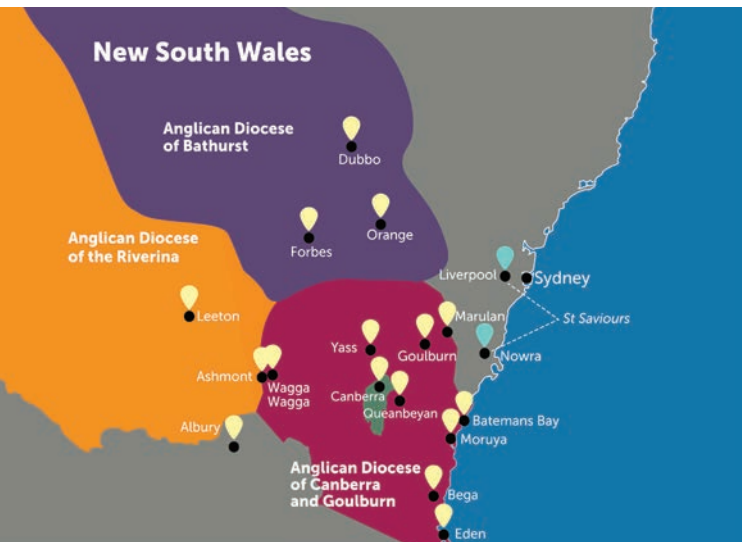 New South Wales
Anglican Diocese
of Bathurst
Dubbo
Orange
Forbes
Anglican Diocese
of the Riverina
Liverpool
Sydney
Leeton
Marulan
St Saviours
Yass
Goulburn
Nowra
Ashmont
Wagga
Wagga
Canberra
Queanbeyan
Albury
Batemans Bay
Moruya
Anglican Diocese
of Canberra
and Goulburn
Bega
Eden